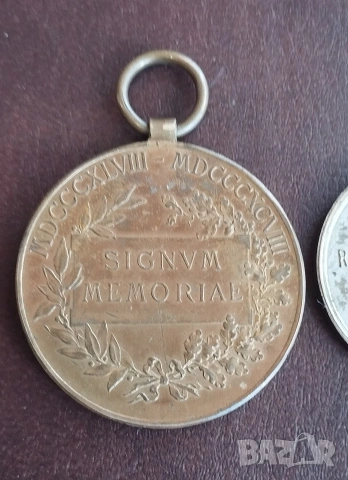 MDCCCXLVIII - MDCCCXCVIII
SIGNVM
MEMORIAE
R
BAZAR